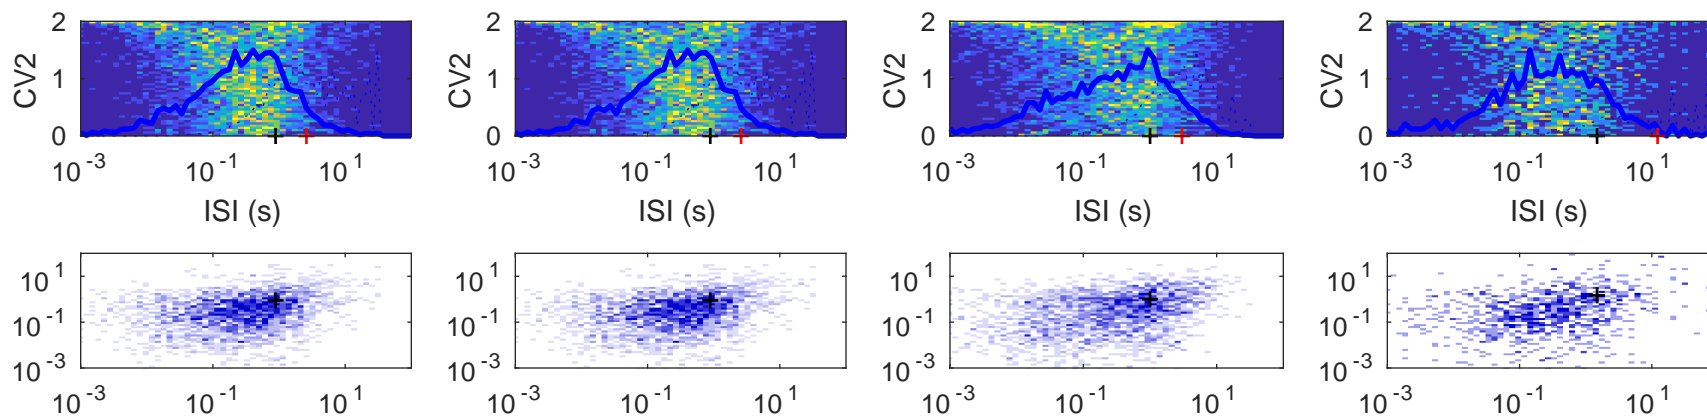 2 2 2 2
CV2 CV2 CV2 CV2
1 1 1 1
0 0 0 0
10^-3 10^-1 10^1 10^-3 10^-1 10^1 10^-3 10^-1 10^1 10^-3 10^-1 10^1
ISI (s) ISI (s) ISI (s) ISI (s)
10^1 10^1 10^1 10^1
10^-1 10^-1 10^-1 10^-1
10^-3 10^-3 10^-3 10^-3
10^-3 10^-1 10^1 10^-3 10^-1 10^1 10^-3 10^-1 10^1 10^-3 10^-1 10^1